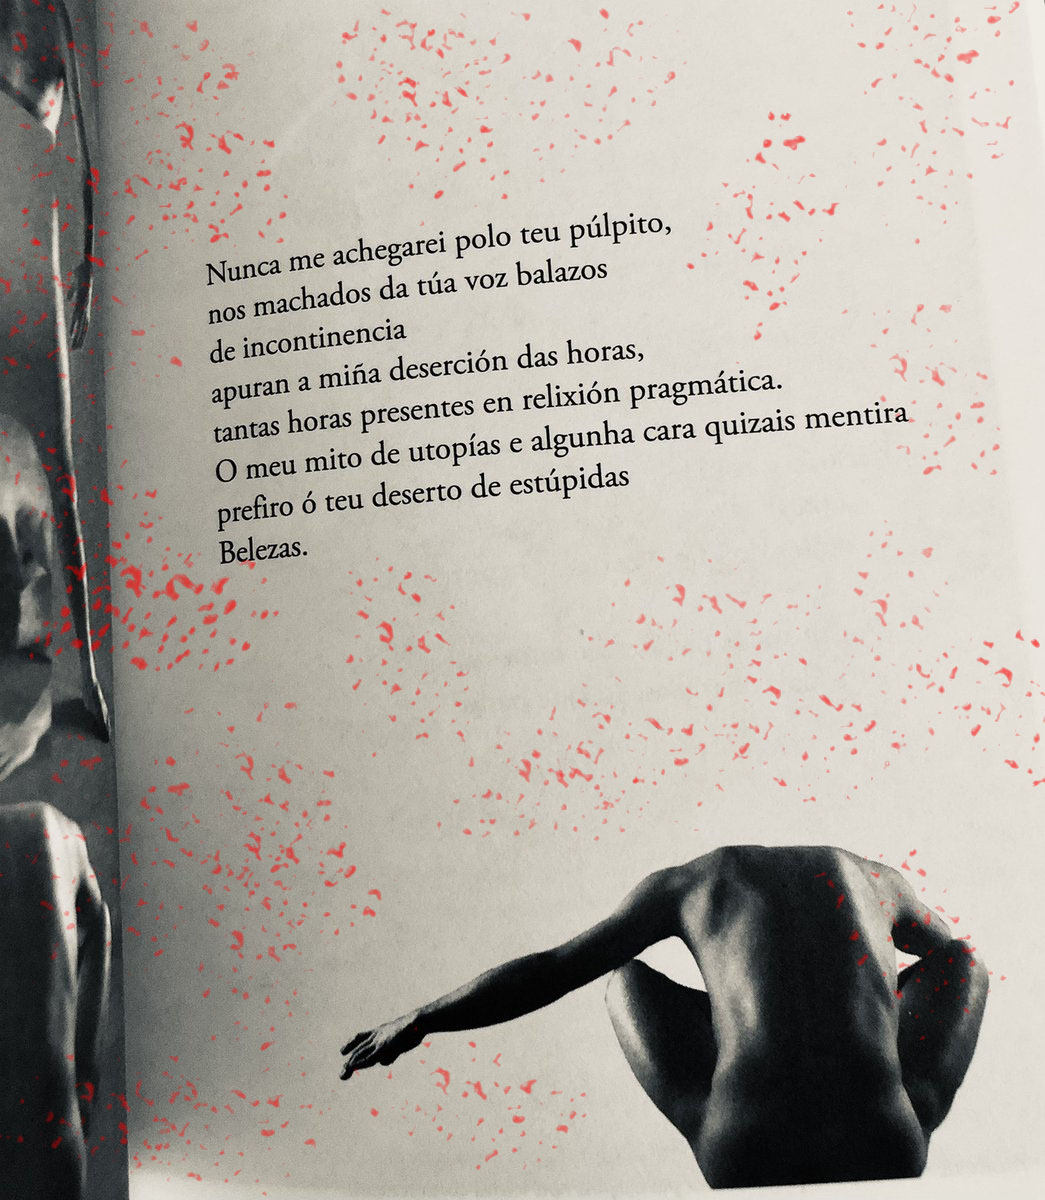 Nunca me achegarei polo teu púlpito,
nos machados da túa voz balazos
de incontinencia
apuran a miña deserción das horas,
tantas horas presentes en relixión pragmática.
O meu mito de utopías e algunha cara quizais mentira
prefiro ó teu deserto de estúpidas
Belezas.